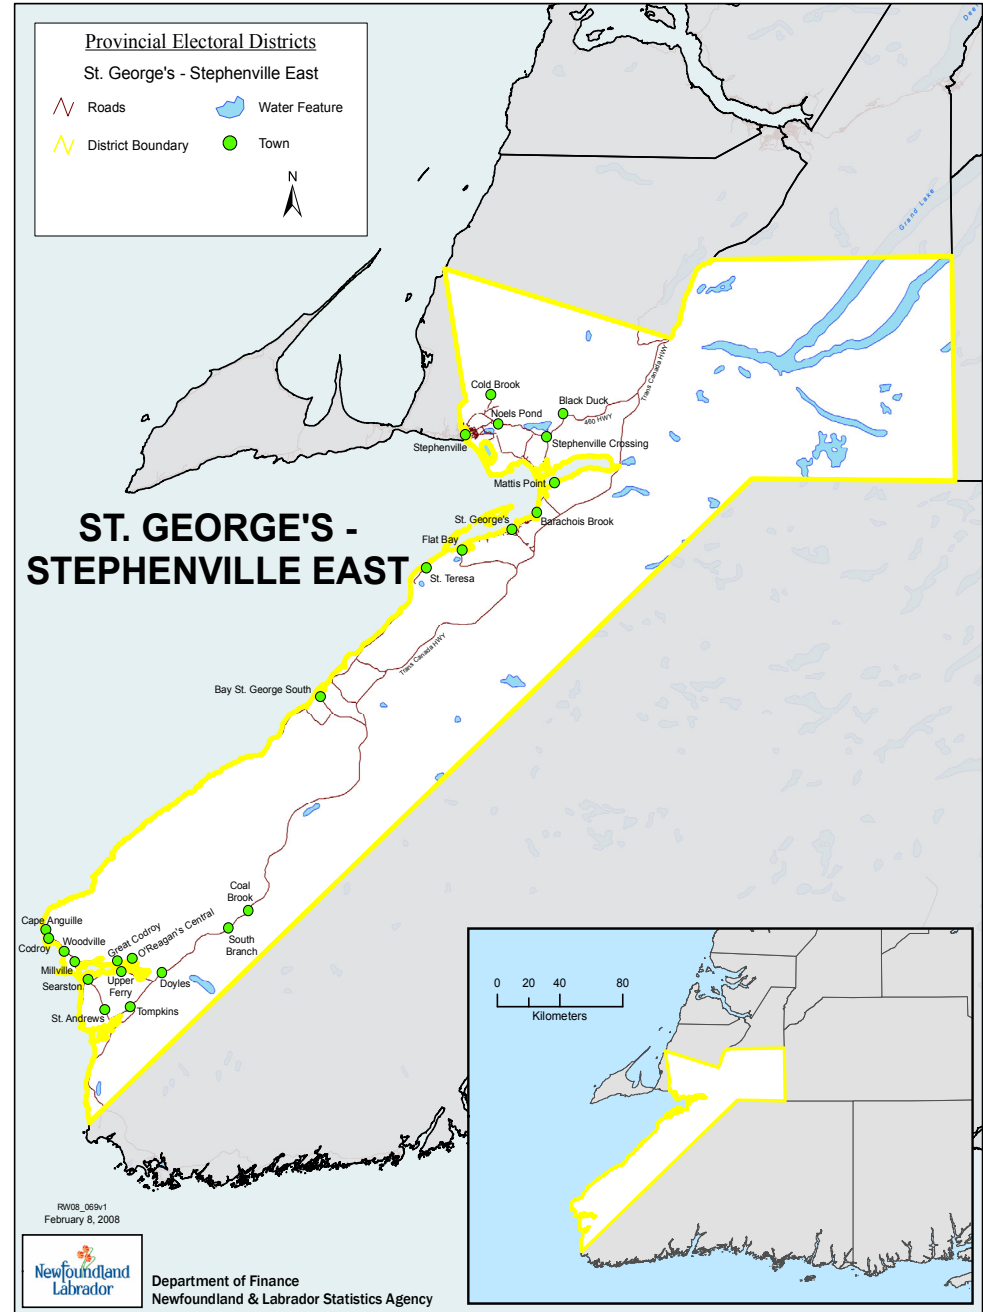 Provincial Electoral Districts
St. George's - Stephenville East
Roads
Water Feature
District Boundary
Town
N
Deer
Grand Lake
Trans Canada HWY
Cold Brook
Black Duck
Noels Pond
460 HWY
Stephenville
Stephenville Crossing
Mattis Point
St. George's
Barachois Brook
Flat Bay
St. Teresa
ST. GEORGE'S -
STEPHENVILLE EAST
Trans Canada HWY
Bay St. George South
Coal
Brook
Cape Anguille
Great Codroy
O'Reagan's Central
Codroy
Woodville
South
Branch
Millville
Searston
Upper
Ferry
Doyles
St. Andrews
Tompkins
0 20 40 80
Kilometers
RW08_069v1
February 8, 2008
Newfoundland
Labrador
Department of Finance
Newfoundland & Labrador Statistics Agency